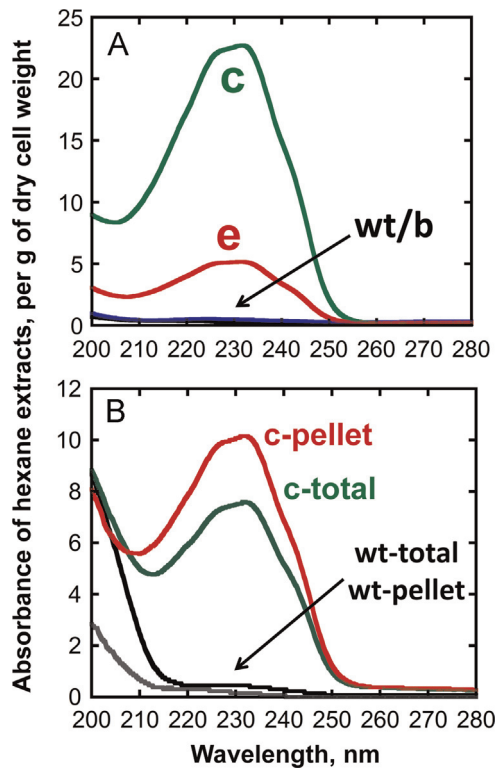 Absorbance of hexane extracts, per g of dry cell weight
A
25
20
15
10
5
0
c
e
wt/b
200 210 220 230 240 250 260 270 280
B
12
10
8
6
4
2
0
c-pellet
c-total
wt-total
wt-pellet
200 210 220 230 240 250 260 270 280
Wavelength, nm